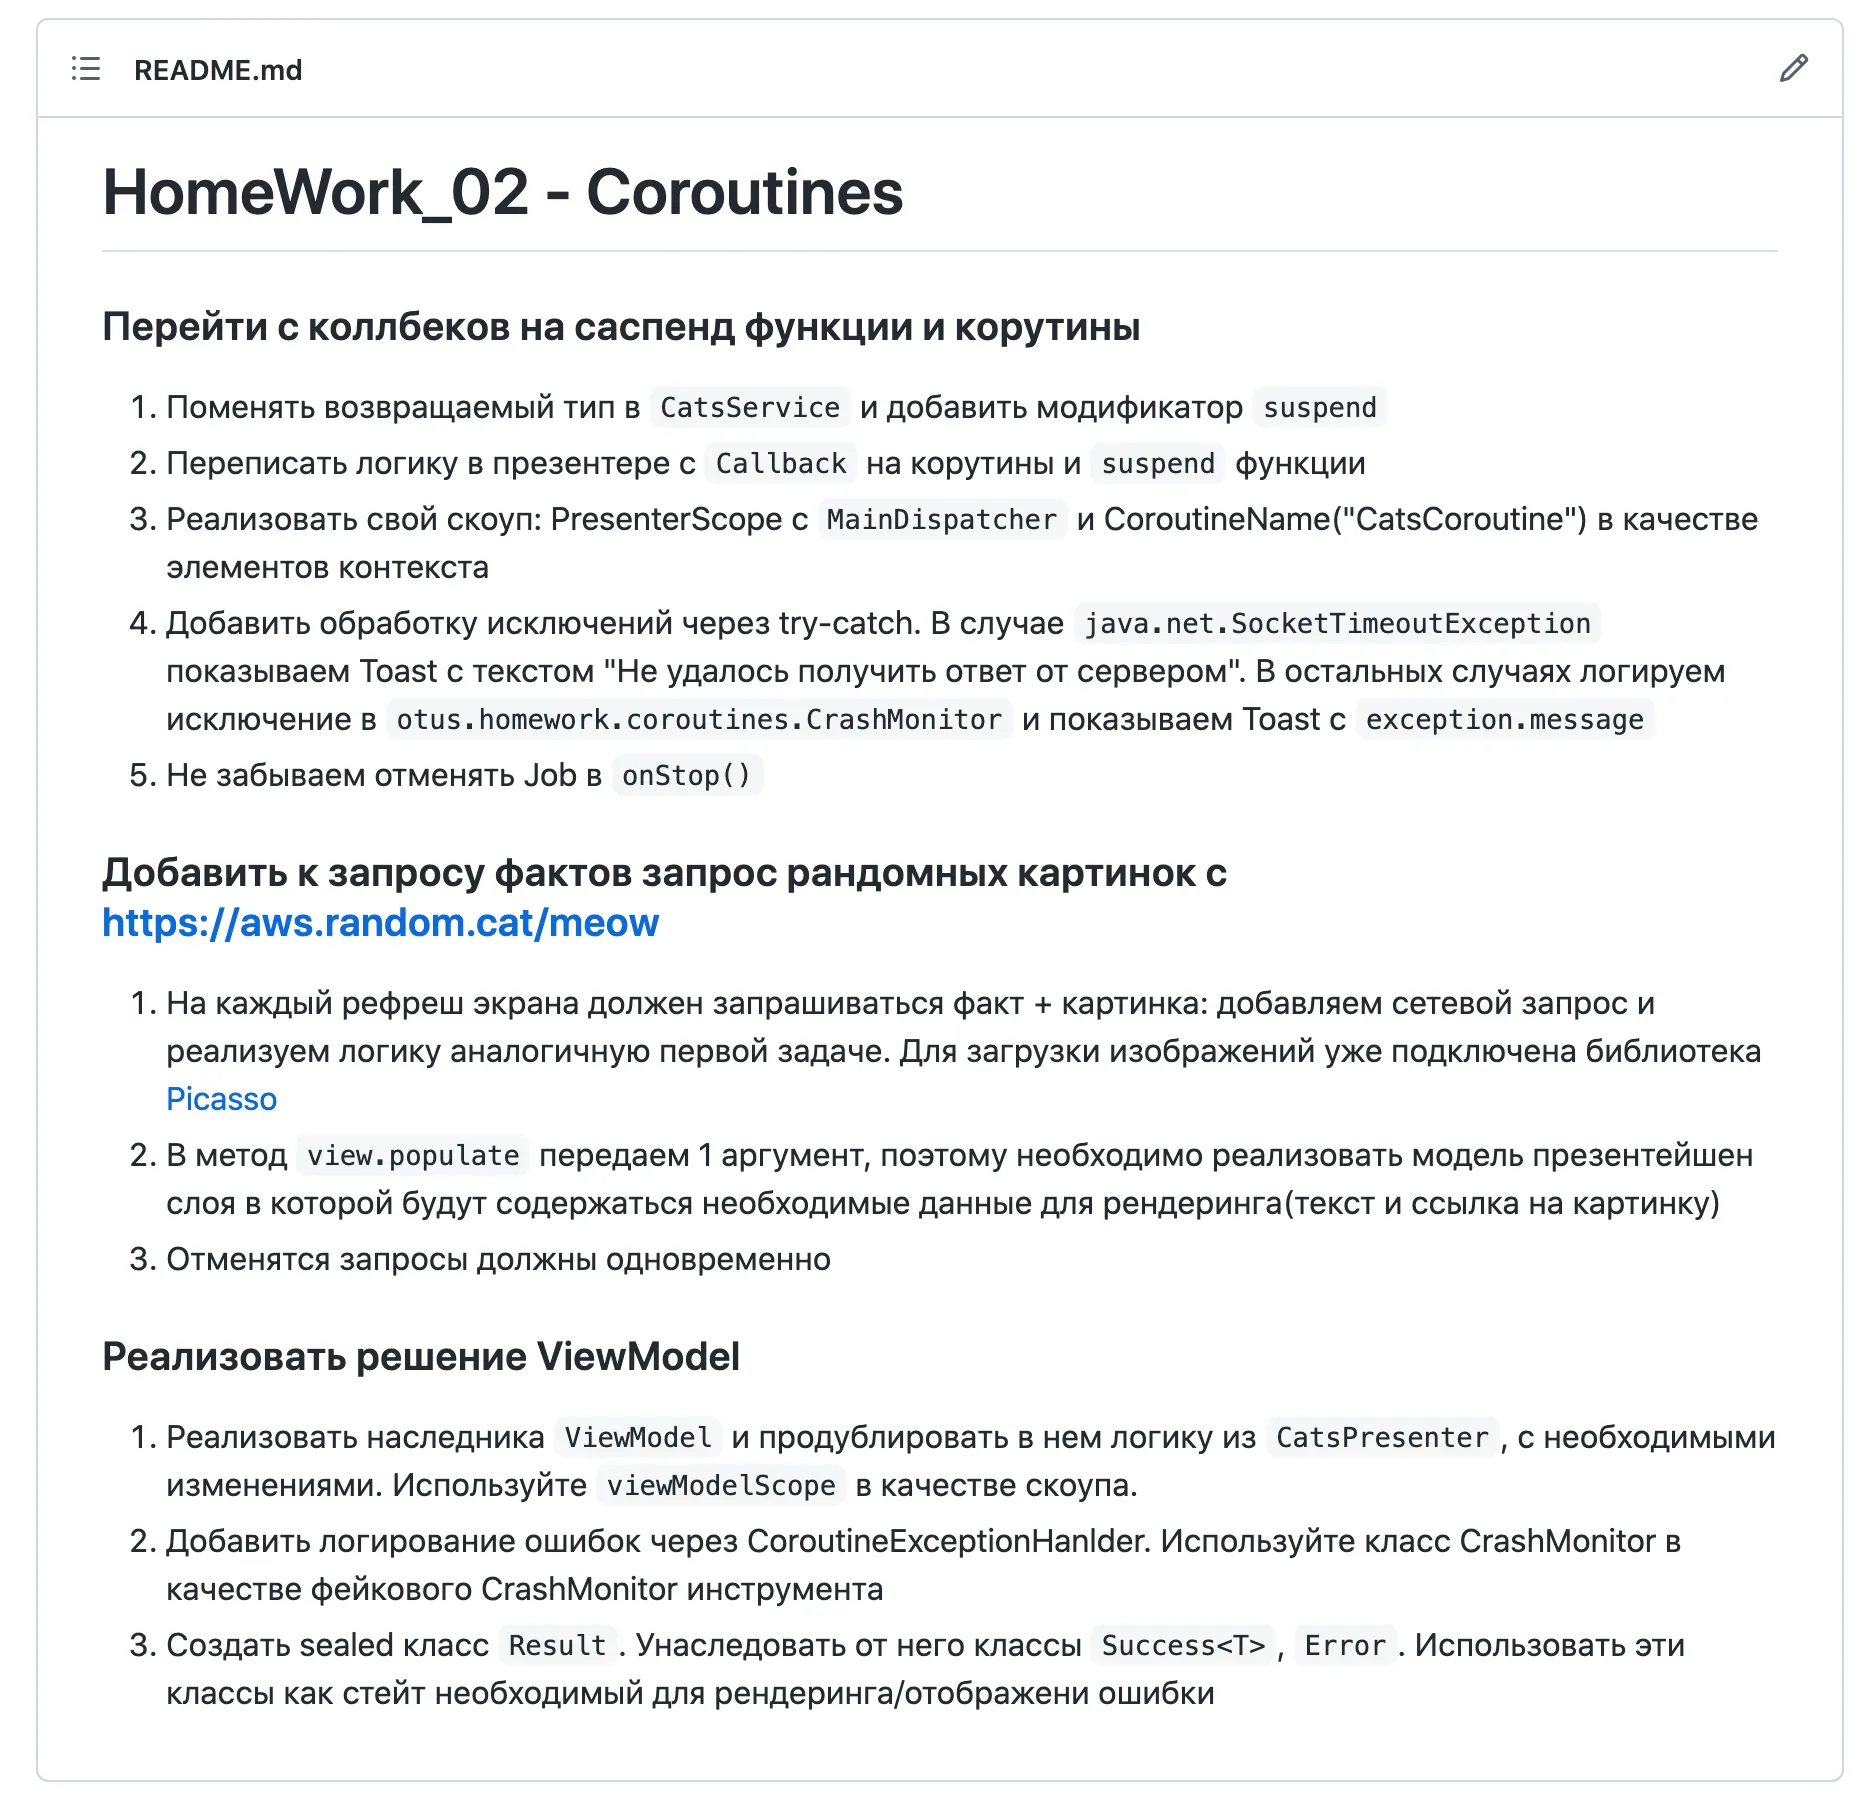 README.md
HomeWork_02 - Coroutines
Перейти с коллбеков на саспенд функции и корутины
1. Поменять возвращаемый тип в CatsService и добавить модификатор suspend
2. Переписать логику в презентере с Callback на корутины и suspend функции
3. Реализовать свой скоуп: PresenterScope с MainDispatcher и CoroutineName("CatsCoroutine") в качестве
элементов контекста
4. Добавить обработку исключений через try-catch. В случае java.net.SocketTimeoutException
показываем Toast с текстом "Не удалось получить ответ от сервером". В остальных случаях логируем
исключение в otus.homework.coroutines.CrashMonitor и показываем Toast с exception.message
5. Не забываем отменять Job в onStop()
Добавить к запросу фактов запрос рандомных картинок с
https://aws.random.cat/meow
1. На каждый рефреш экрана должен запрашиваться факт + картинка: добавляем сетевой запрос и
реализуем логику аналогичную первой задаче. Для загрузки изображений уже подключена библиотека
Picasso
2. В метод view.populate передаем 1 аргумент, поэтому необходимо реализовать модель презентейшен
слоя в которой будут содержаться необходимые данные для рендеринга(текст и ссылка на картинку)
3. Отменятся запросы должны одновременно
Реализовать решение ViewModel
1. Реализовать наследника ViewModel и продублировать в нем логику из CatsPresenter, с необходимыми
изменениями. Используйте viewModelScope в качестве скоупа.
2. Добавить логирование ошибок через CoroutineExceptionHanlder. Используйте класс CrashMonitor в
качестве фейкового CrashMonitor инструмента
3. Создать sealed класс Result. Унаследовать от него классы Success<T>, Error. Использовать эти
классы как стейт необходимый для рендеринга/отображени ошибки